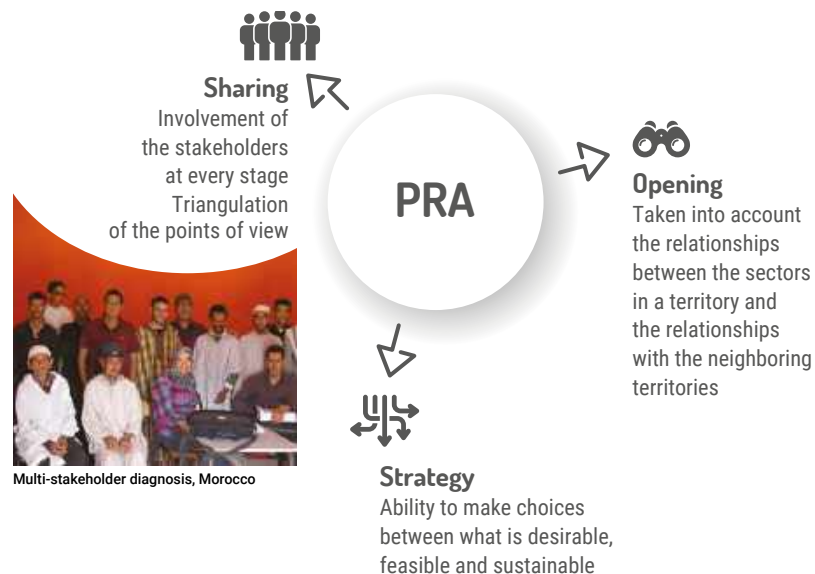 Sharing
Involvement of
the stakeholders
at every stage
Triangulation
of the points of view
PRA
Opening
Taken into account
the relationships
between the sectors
in a territory and
the relationships
with the neighboring
territories
Multi-stakeholder diagnosis, Morocco
Strategy
Ability to make choices
between what is desirable,
feasible and sustainable